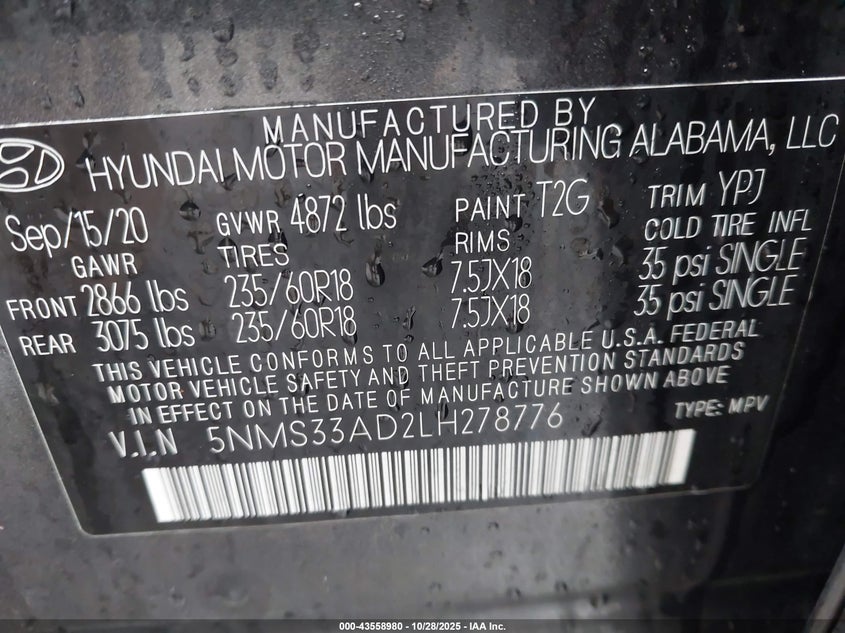 MANUFACTURED BY
HYUNDAI MOTOR MANUFACTURING ALABAMA, LLC
Sep/15/20 GVWR 4872 lbs PAINT T2G TRIM YPJ
GAWR TIRES RIMS COLD TIRE INFL
FRONT 2866 lbs 235/60R18 7.5JX18 35 psi SINGLE
REAR 3075 lbs 235/60R18 7.5JX18 35 psi SINGLE
THIS VEHICLE CONFORMS TO ALL APPLICABLE U.S.A. FEDERAL
MOTOR VEHICLE SAFETY AND THEFT PREVENTION STANDARDS
IN EFFECT ON THE DATE OF MANUFACTURE SHOWN ABOVE
V.I.N 5NMS33AD2LH278776 TYPE: MPV
000-43558980 | 10/28/2025 - IAA Inc.